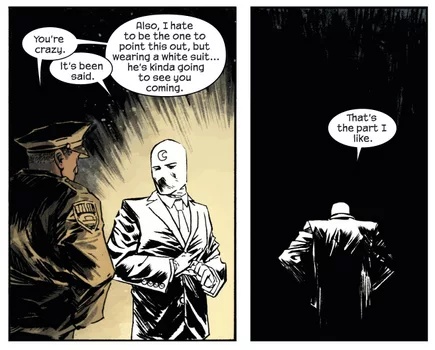 You're
crazy.
It's been
said.
Also, I hate
to be the one to
point this out, but
wearing a white suit...
he's kinda going
to see you
coming.
That's
the part I
like.